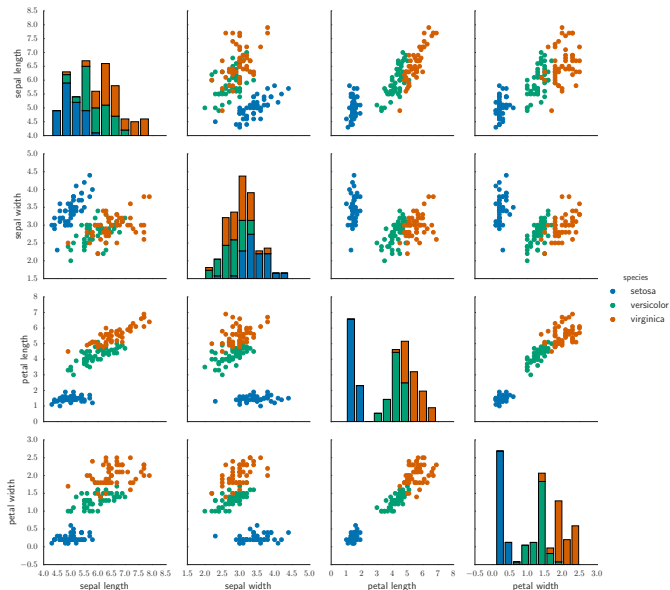 8.5
8.0
7.5
7.0
6.5
6.0
5.5
5.0
4.5
4.0
sepal length
5.0
4.5
4.0
3.5
3.0
2.5
2.0
1.5
sepal width
species
setosa
versicolor
virginica
8
7
6
5
4
3
2
1
0
petal length
3.0
2.5
2.0
1.5
1.0
0.5
0.0
−0.5
petal width
4.0 4.5 5.0 5.5 6.0 6.5 7.0 7.5 8.0 8.5
sepal length
1.5 2.0 2.5 3.0 3.5 4.0 4.5 5.0
sepal width
0 1 2 3 4 5 6 7 8
petal length
−0.5 0.0 0.5 1.0 1.5 2.0 2.5 3.0
petal width